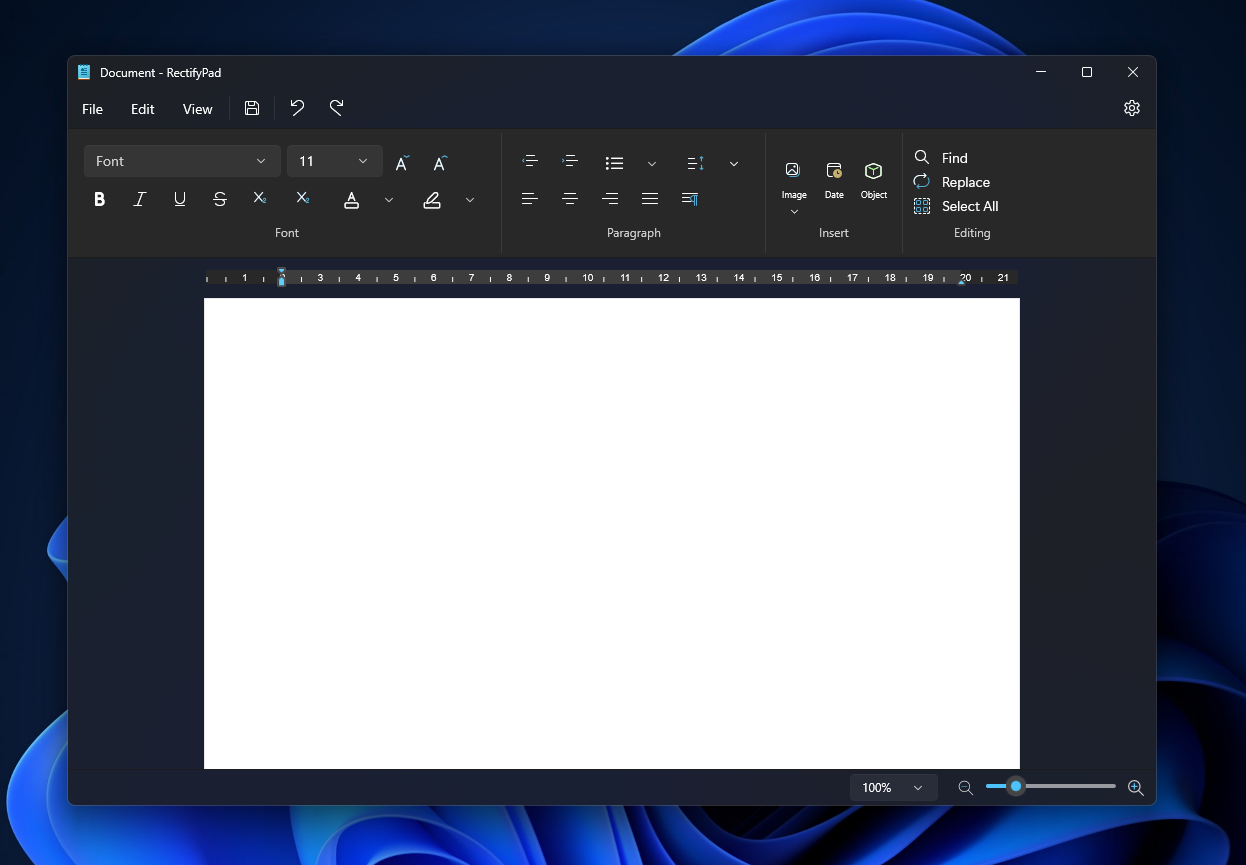 Document - RectifyPad
File Edit View
Font 11
Font
Paragraph
Image Date Object
Insert
Find
Replace
Select All
Editing
1 3 4 5 6 7 8 9 10 11 12 13 14 15 16 17 18 19 20 21
100%